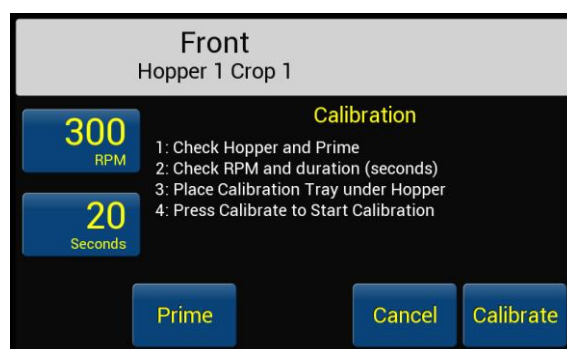 Front
Hopper 1 Crop 1
Calibration
300
RPM
1: Check Hopper and Prime
2: Check RPM and duration (seconds)
3: Place Calibration Tray under Hopper
4: Press Calibrate to Start Calibration
20
Seconds
Prime
Cancel
Calibrate